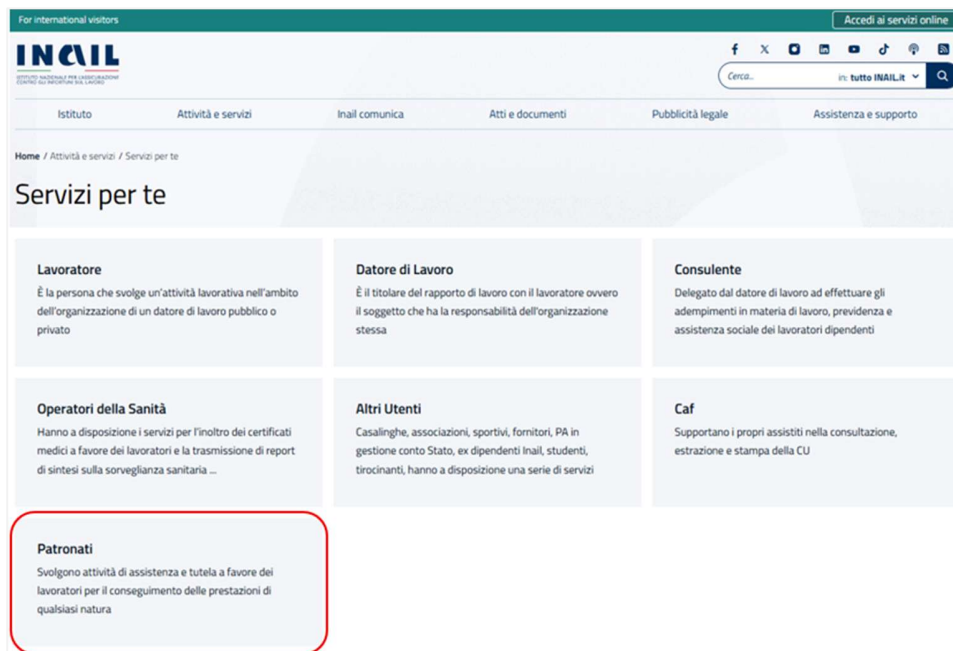 For international visitors
Accedi ai servizi online
INAIL
ISTITUTO NAZIONALE PER L'ASSICURAZIONE
CONTRO GLI INFORTUNI SUL LAVORO
Cerca... in: tutto INAIL.it
Istituto Attività e servizi Inail comunica Atti e documenti Pubblicità legale Assistenza e supporto
Home / Attività e servizi / Servizi per te
Servizi per te
Lavoratore
È la persona che svolge un'attività lavorativa nell'ambito
dell'organizzazione di un datore di lavoro pubblico o
privato
Datore di Lavoro
È il titolare del rapporto di lavoro con il lavoratore ovvero
il soggetto che ha la responsabilità dell'organizzazione
stessa
Consulente
Delegato dal datore di lavoro ad effettuare gli
adempimenti in materia di lavoro, previdenza e
assistenza sociale dei lavoratori dipendenti
Operatori della Sanità
Hanno a disposizione i servizi per l'inoltro dei certificati
medici a favore dei lavoratori e la trasmissione di report
di sintesi sulla sorveglianza sanitaria ...
Altri Utenti
Casalinghe, associazioni, sportivi, fornitori, PA in
gestione conto Stato, ex dipendenti Inail, studenti,
tirocinanti, hanno a disposizione una serie di servizi
Caf
Supportano i propri assistiti nella consultazione,
estrazione e stampa della CU
Patronati
Svolgono attività di assistenza e tutela a favore dei
lavoratori per il conseguimento delle prestazioni di
qualsiasi natura